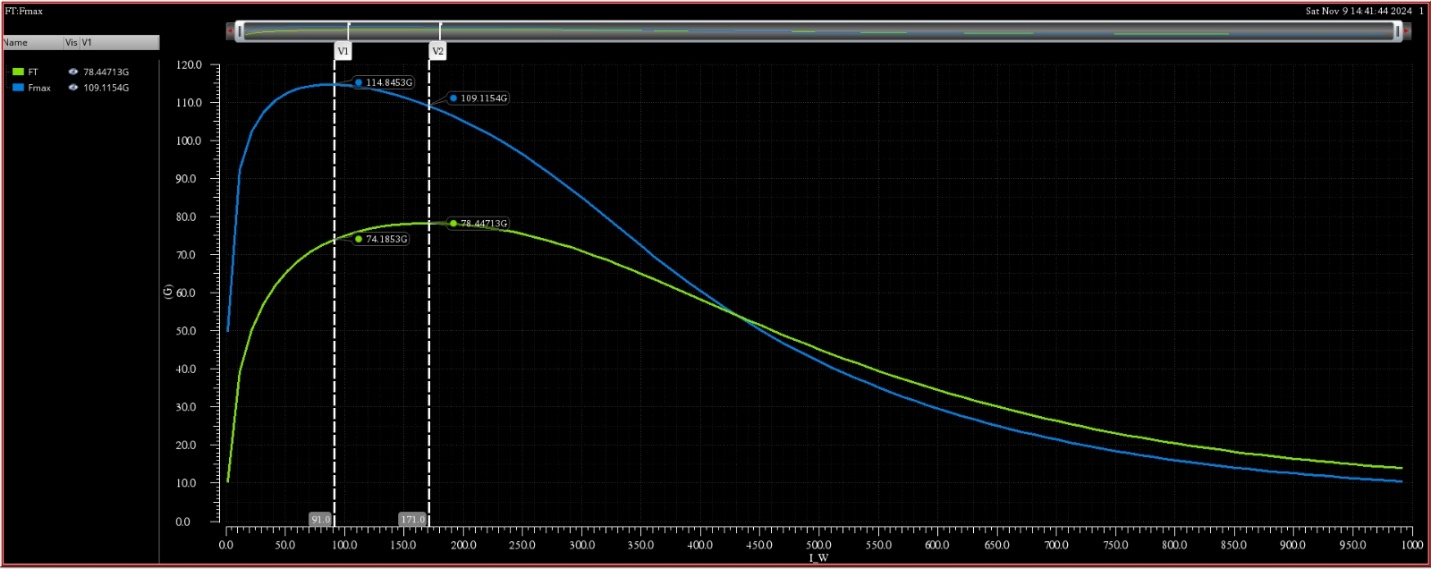 FT:Fmax
Sat Nov 9 14:41:44 2024 1
Name Vis V1
FT 78.44713G
Fmax 109.1154G
V1
V2
120.0
110.0
100.0
90.0
80.0
70.0
60.0
50.0
40.0
30.0
20.0
10.0
0.0
(G)
114.8453G
109.1154G
78.44713G
74.1853G
91.0
171.0
0.0 50.0 100.0 150.0 200.0 250.0 300.0 350.0 400.0 450.0 500.0 550.0 600.0 650.0 700.0 750.0 800.0 850.0 900.0 950.0 1000
I_W